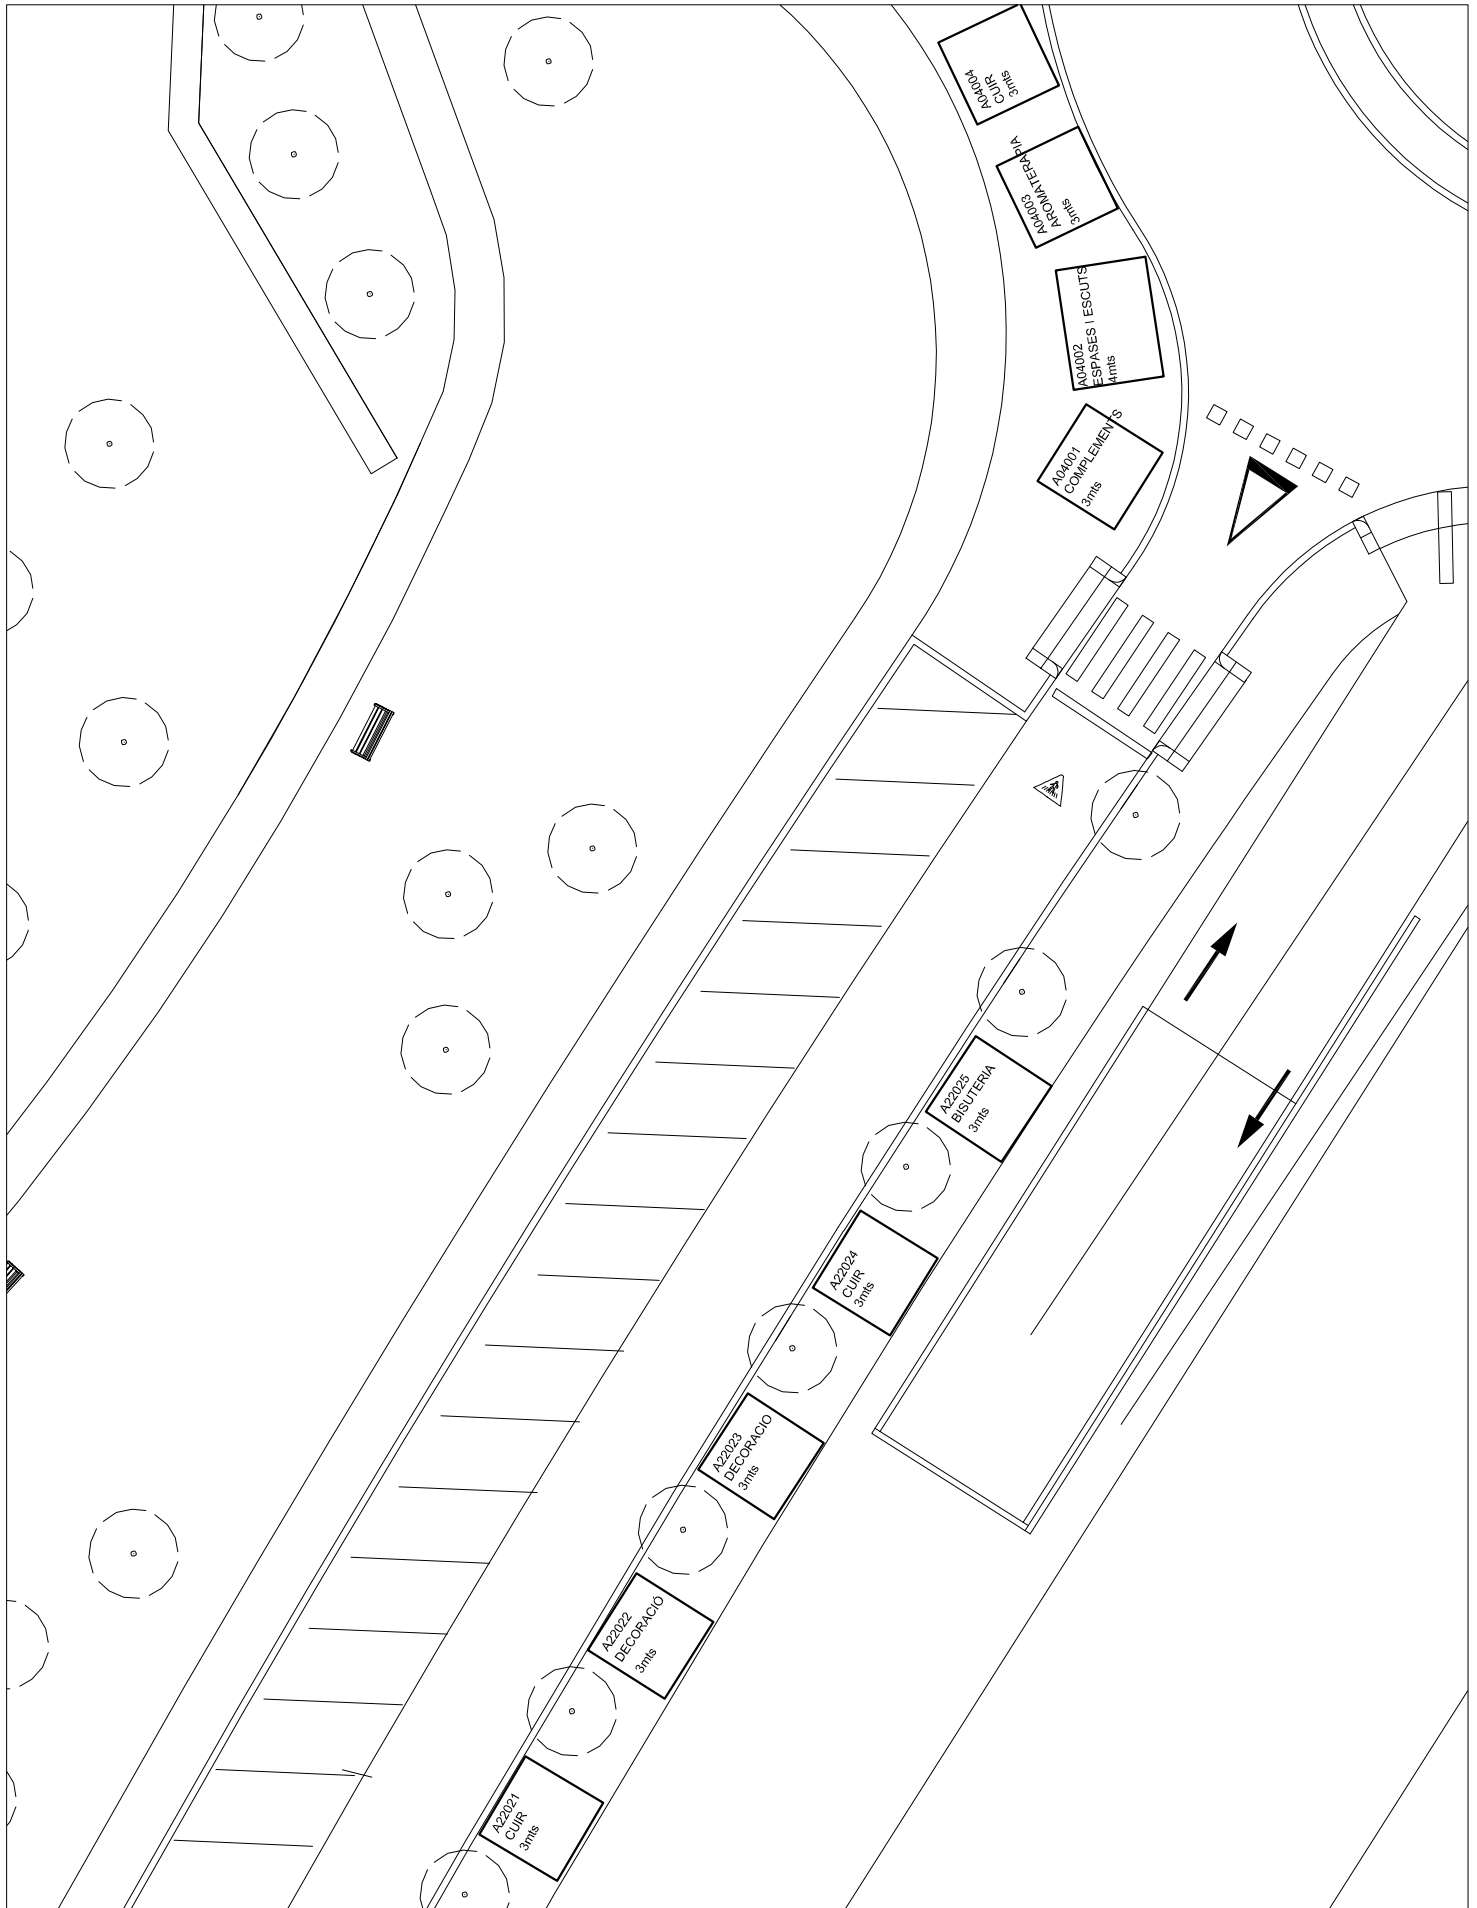 A04004
CUIR
3mts
A04003
AROMATERAPIA
3mts
A04002
ESPASES I ESCUTS
4mts
A04001
COMPLEMENTS
3mts
A22025
BISUTERIA
3mts
A22024
CUIR
3mts
A22023
DECORACIO
3mts
A22022
DECORACIÓ
3mts
A22021
CUIR
3mts